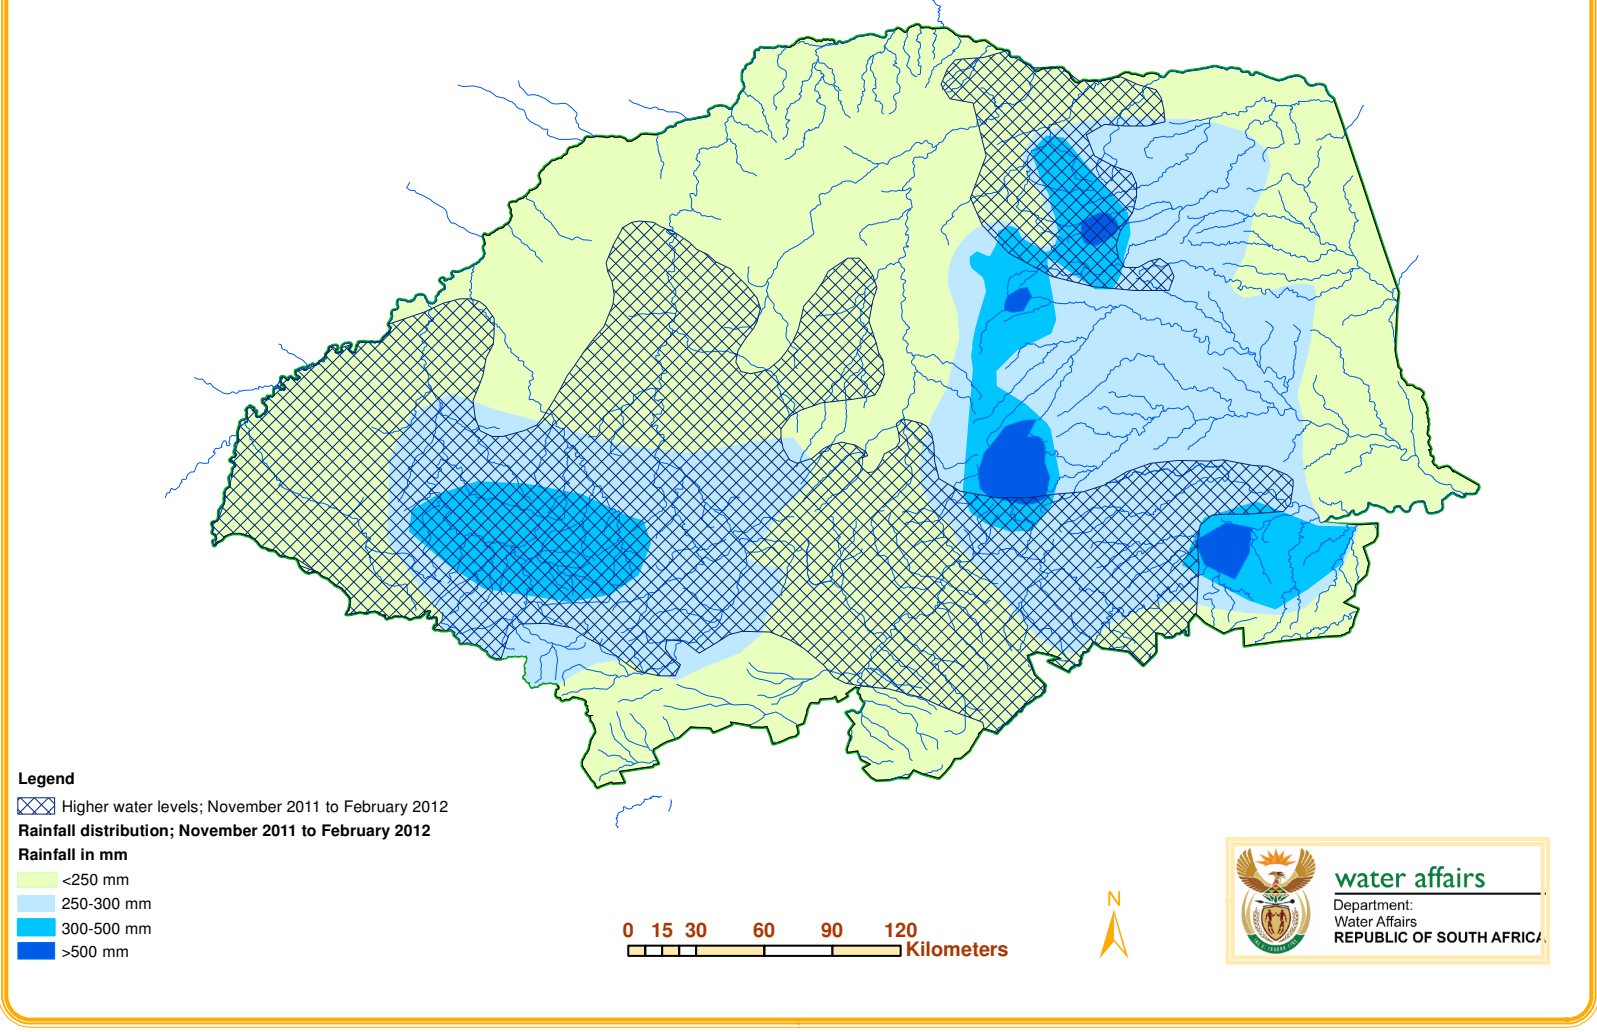 Legend
Higher water levels; November 2011 to February 2012
Rainfall distribution; November 2011 to February 2012
Rainfall in mm
<250 mm
250-300 mm
300-500 mm
>500 mm
0 15 30 60 90 120
Kilometers
N
water affairs
Department:
Water Affairs
REPUBLIC OF SOUTH AFRICA